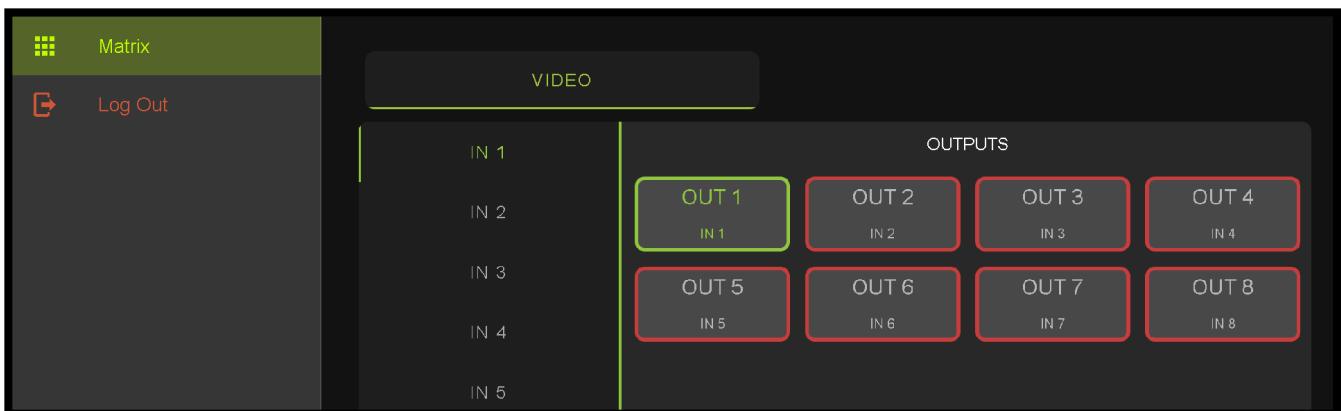 Matrix
Log Out
VIDEO
IN 1
IN 2
IN 3
IN 4
IN 5
OUTPUTS
OUT 1
IN 1
OUT 2
IN 2
OUT 3
IN 3
OUT 4
IN 4
OUT 5
IN 5
OUT 6
IN 6
OUT 7
IN 7
OUT 8
IN 8